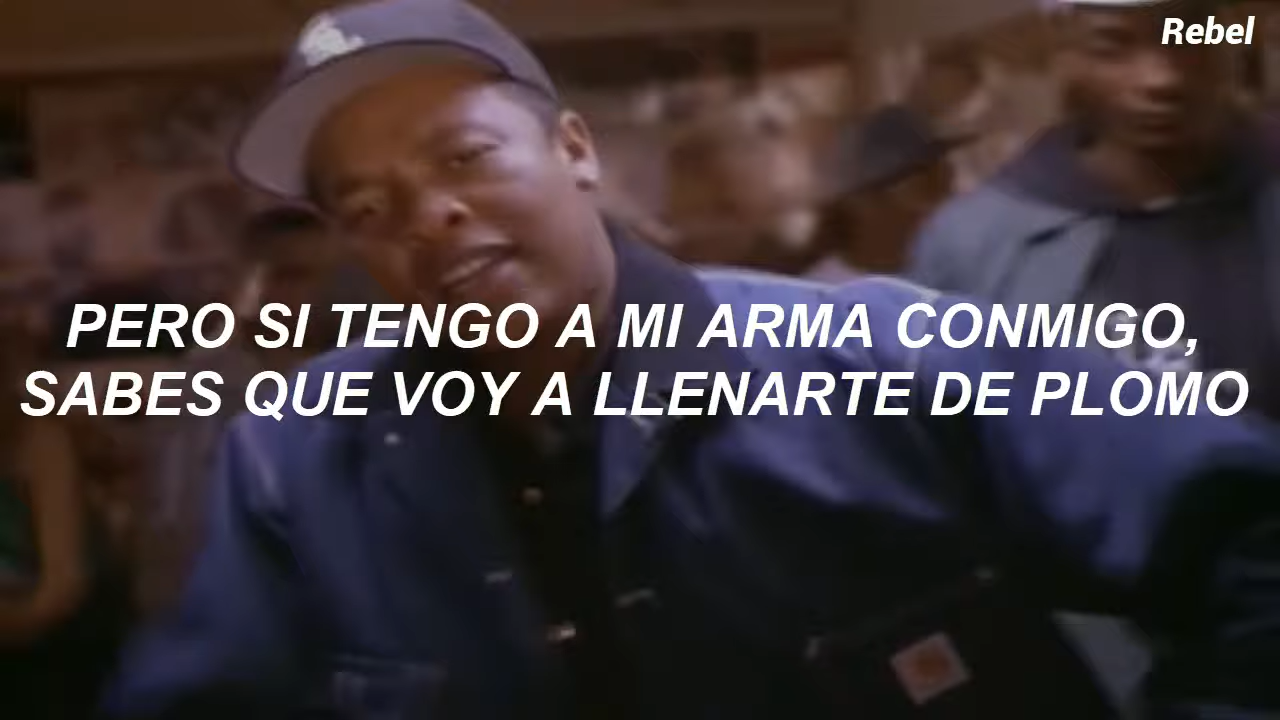 Rebel
PERO SI TENGO A MI ARMA CONMIGO,
SABES QUE VOY A LLENARTE DE PLOMO